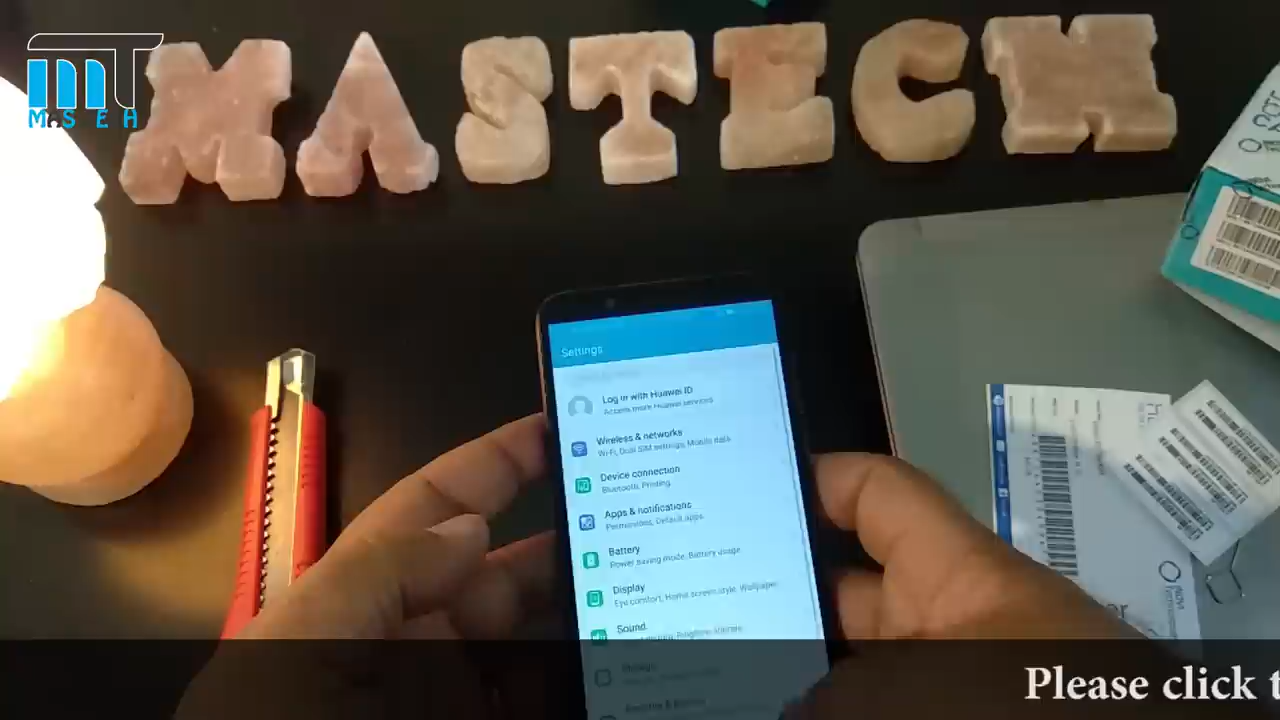 MT
MASEH
MASTECH
Settings
Log in with Huawei ID
Access more Huawei services
Wireless & networks
Wi-Fi, Dual SIM settings, Mobile data
Device connection
Bluetooth, Printing
Apps & notifications
Permissions, Default apps
Battery
Power saving mode, Battery usage
Display
Eye comfort, Home screen style, Wallpaper
Sound
Please click t